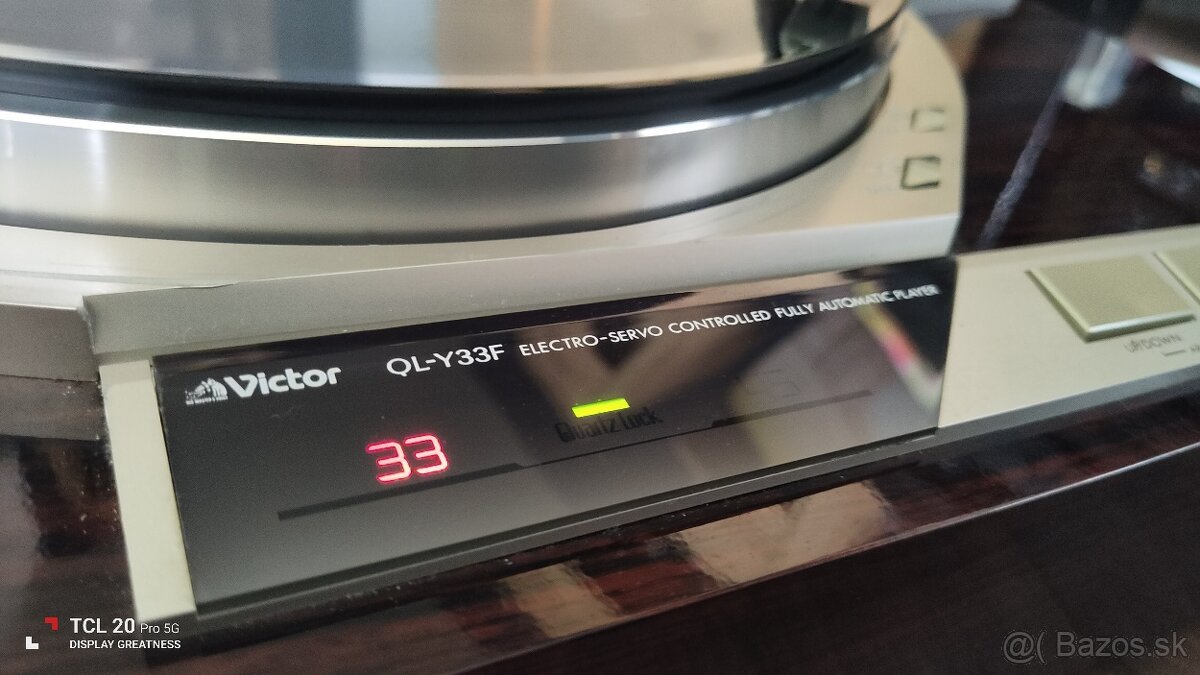 Victor QL-Y33F ELECTRO-SERVO CONTROLLED FULLY AUTOMATIC PLAYER
33
Quartz Lock
UP/DOWN
TCL 20 Pro 5G
DISPLAY GREATNESS
@( Bazos.sk